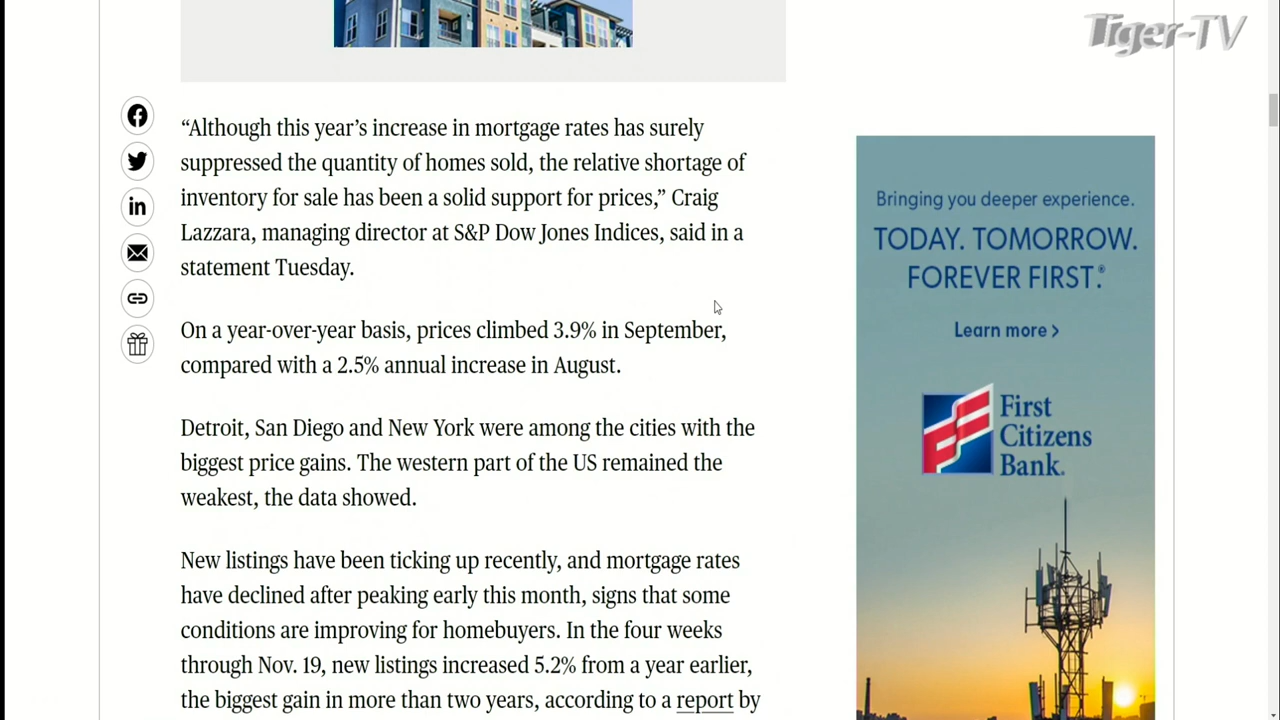 Tiger-TV
“Although this year’s increase in mortgage rates has surely
suppressed the quantity of homes sold, the relative shortage of
inventory for sale has been a solid support for prices,” Craig
Lazzara, managing director at S&P Dow Jones Indices, said in a
statement Tuesday.
On a year-over-year basis, prices climbed 3.9% in September,
compared with a 2.5% annual increase in August.
Detroit, San Diego and New York were among the cities with the
biggest price gains. The western part of the US remained the
weakest, the data showed.
New listings have been ticking up recently, and mortgage rates
have declined after peaking early this month, signs that some
conditions are improving for homebuyers. In the four weeks
through Nov. 19, new listings increased 5.2% from a year earlier,
the biggest gain in more than two years, according to a report by
Bringing you deeper experience.
TODAY. TOMORROW.
FOREVER FIRST.®
Learn more >
First
Citizens
Bank.